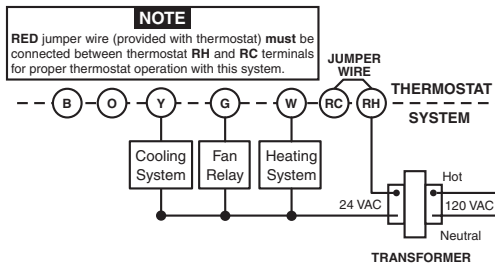 NOTE
RED jumper wire (provided with thermostat) must be
connected between thermostat RH and RC terminals
for proper thermostat operation with this system.
JUMPER
WIRE
THERMOSTAT
B O Y G W RC RH
SYSTEM
Cooling
System
Fan
Relay
Heating
System
Hot
24 VAC
120 VAC
Neutral
TRANSFORMER